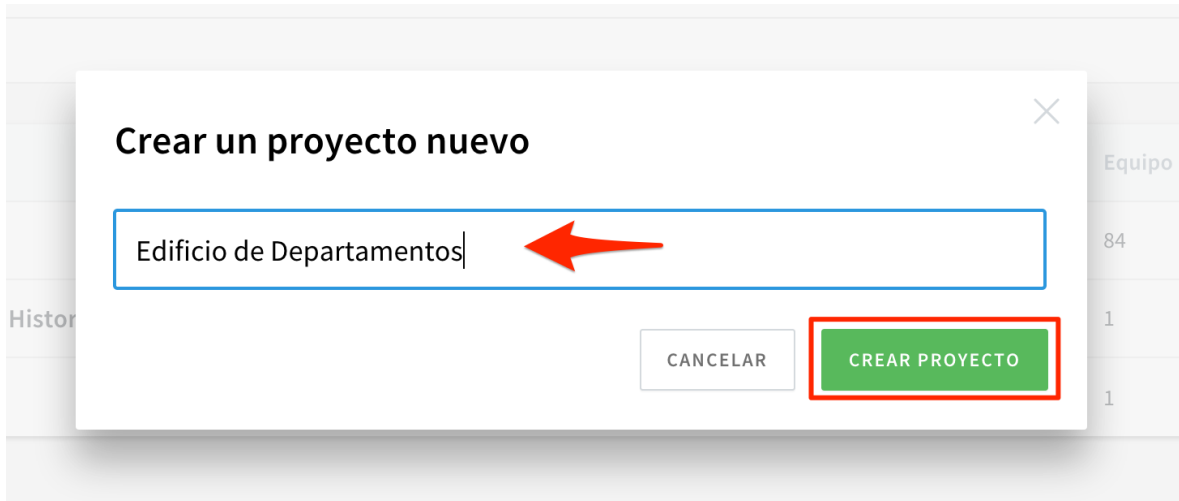 Crear un proyecto nuevo
Equipo
Edificio de Departamentos
84
Histor
1
CANCELAR
CREAR PROYECTO
1